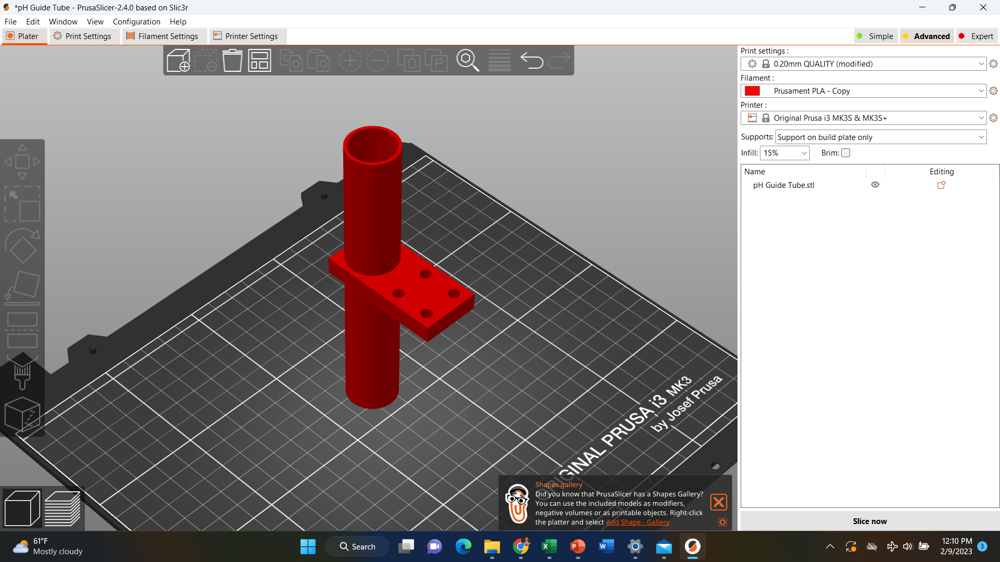 *pH Guide Tube - PrusaSlicer-2.4.0 based on Slic3r
File Edit Window View Configuration Help
Plater Print Settings Filament Settings Printer Settings
Simple Advanced Expert
Print settings :
0.20mm QUALITY (modified)
Filament :
Prusament PLA - Copy
Printer :
Original Prusa i3 MK3S & MK3S+
Supports: Support on build plate only
Infill: 15% Brim:
Name Editing
pH Guide Tube.stl
ORIGINAL PRUSA i3 MK3
by Josef Prusa
Shapes gallery
Did you know that PrusaSlicer has a Shapes Gallery?
You can use the included models as modifiers,
negative volumes or as printable objects. Right-click
the platter and select Add Shape - Gallery
Slice now
61°F
Mostly cloudy
Search
12:10 PM
2/9/2023
3